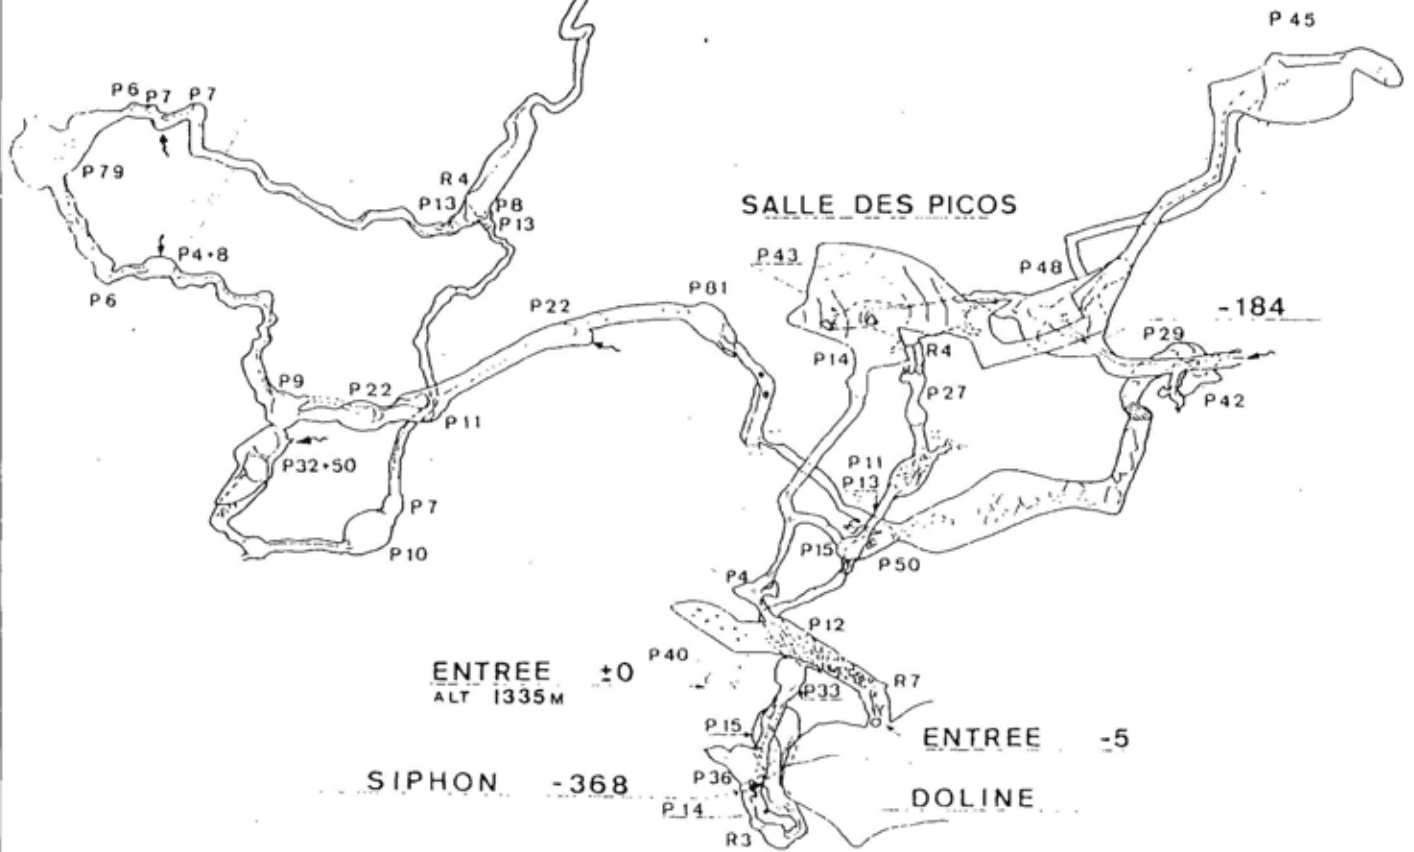 P 45
P6 P7 P7
P79
R4
P13 P8
P13
SALLE DES PICOS
P4+8
P43
P48
P6
P22
P81
-184
P29
P14
R4
P9
P22
P27
P42
P11
P32+50
P11
P13
P7
P10
P15
P50
P4
P12
P40
ENTREE ±0
ALT 1335M
R7
P33
P15
ENTREE -5
SIPHON -368
P36
P14
DOLINE
R3